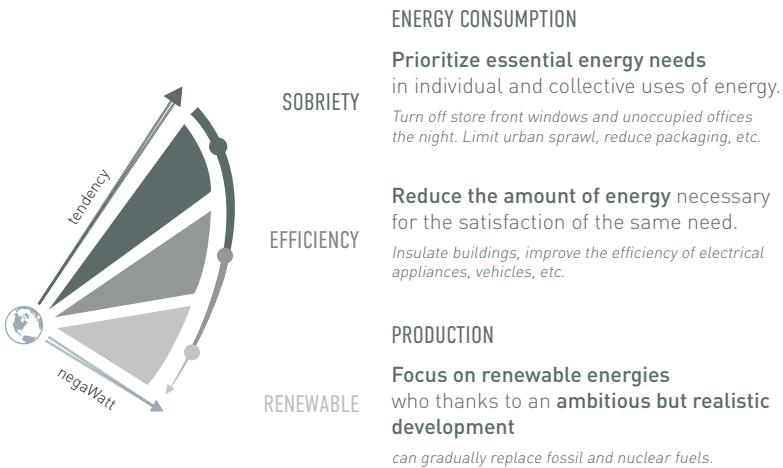 ENERGY CONSUMPTION
Prioritize essential energy needs
in individual and collective uses of energy.
SOBRIETY
Turn off store front windows and unoccupied offices
the night. Limit urban sprawl, reduce packaging, etc.
tendency
Reduce the amount of energy necessary
for the satisfaction of the same need.
EFFICIENCY
Insulate buildings, improve the efficiency of electrical
appliances, vehicles, etc.
PRODUCTION
Focus on renewable energies
who thanks to an ambitious but realistic
development
negaWatt
RENEWABLE
can gradually replace fossil and nuclear fuels.